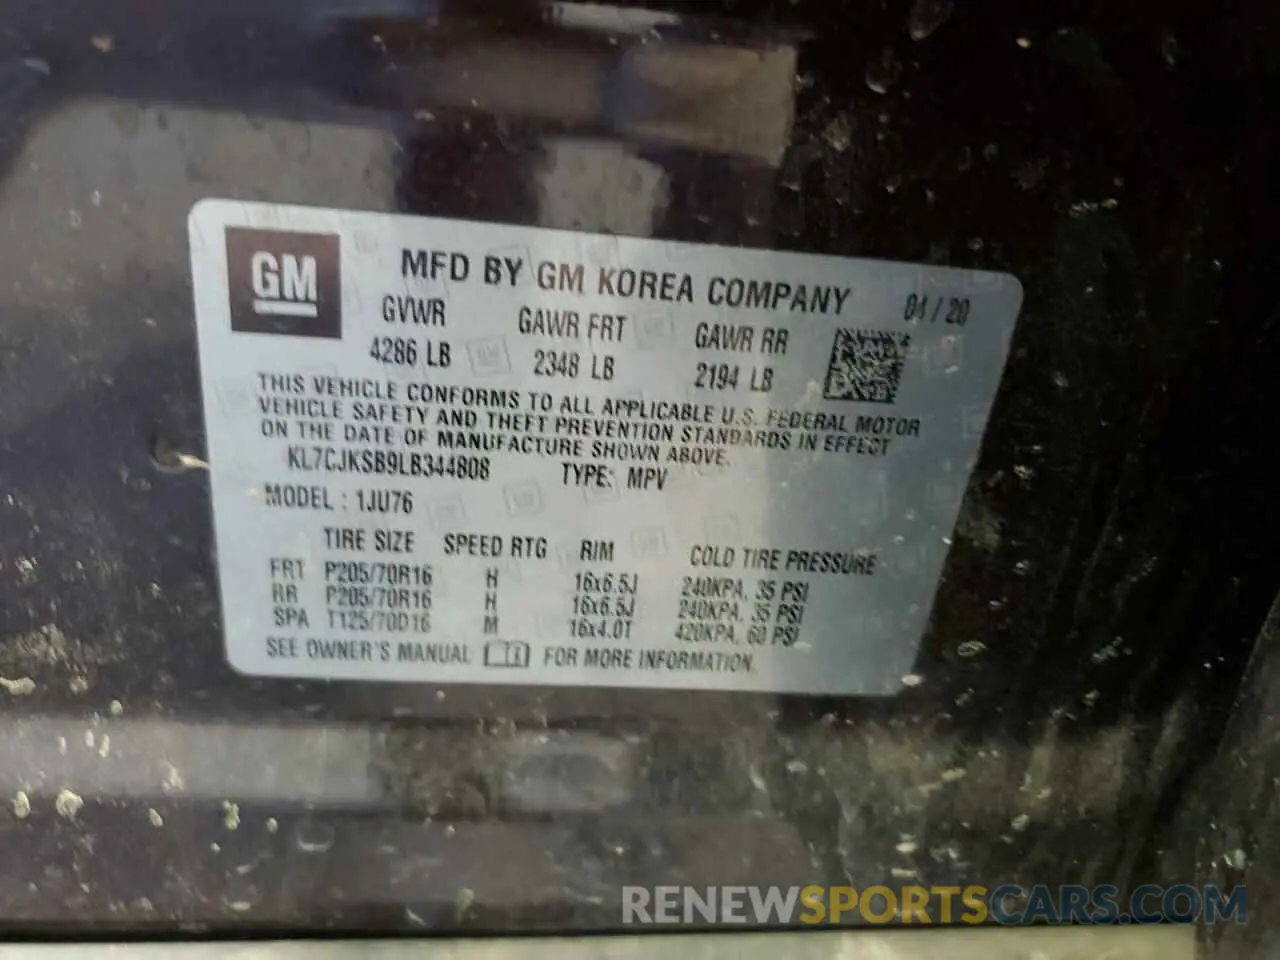 GM
MFD BY GM KOREA COMPANY 04/20
GVWR GAWR FRT GAWR RR
4286 LB 2348 LB 2194 LB
THIS VEHICLE CONFORMS TO ALL APPLICABLE U.S. FEDERAL MOTOR
VEHICLE SAFETY AND THEFT PREVENTION STANDARDS IN EFFECT
ON THE DATE OF MANUFACTURE SHOWN ABOVE.
KL7CJKSB9LB344808 TYPE: MPV
MODEL : 1JU76
TIRE SIZE SPEED RTG RIM COLD TIRE PRESSURE
FRT P205/70R16 H 16x6.5J 240KPA, 35 PSI
RR P205/70R16 H 16x6.5J 240KPA, 35 PSI
SPA T125/70D16 M 16x4.0T 420KPA, 60 PSI
SEE OWNER'S MANUAL FOR MORE INFORMATION.
RENEWSPORTSCARS.COM